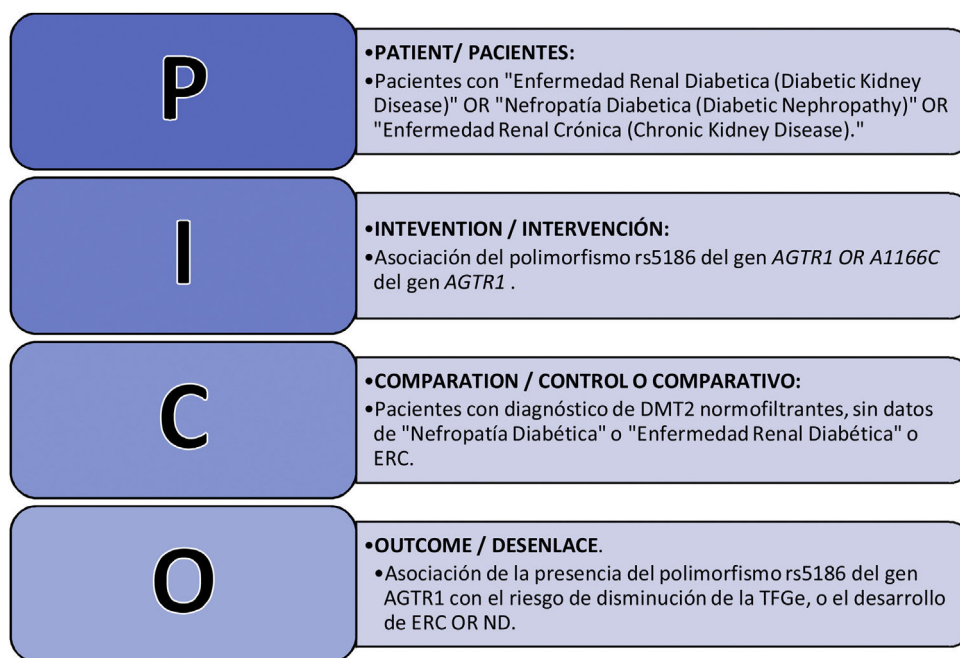 P
•PATIENT/ PACIENTES:
•Pacientes con "Enfermedad Renal Diabetica (Diabetic Kidney
Disease)" OR "Nefropatía Diabetica (Diabetic Nephropathy)" OR
"Enfermedad Renal Crónica (Chronic Kidney Disease)."
I
•INTEVENTION / INTERVENCIÓN:
•Asociación del polimorfismo rs5186 del gen AGTR1 OR A1166C
del gen AGTR1 .
C
•COMPARATION / CONTROL O COMPARATIVO:
•Pacientes con diagnóstico de DMT2 normofiltrantes, sin datos
de "Nefropatía Diabética" o "Enfermedad Renal Diabética" o
ERC.
O
•OUTCOME / DESENLACE.
•Asociación de la presencia del polimorfismo rs5186 del gen
AGTR1 con el riesgo de disminución de la TFGe, o el desarrollo
de ERC OR ND.